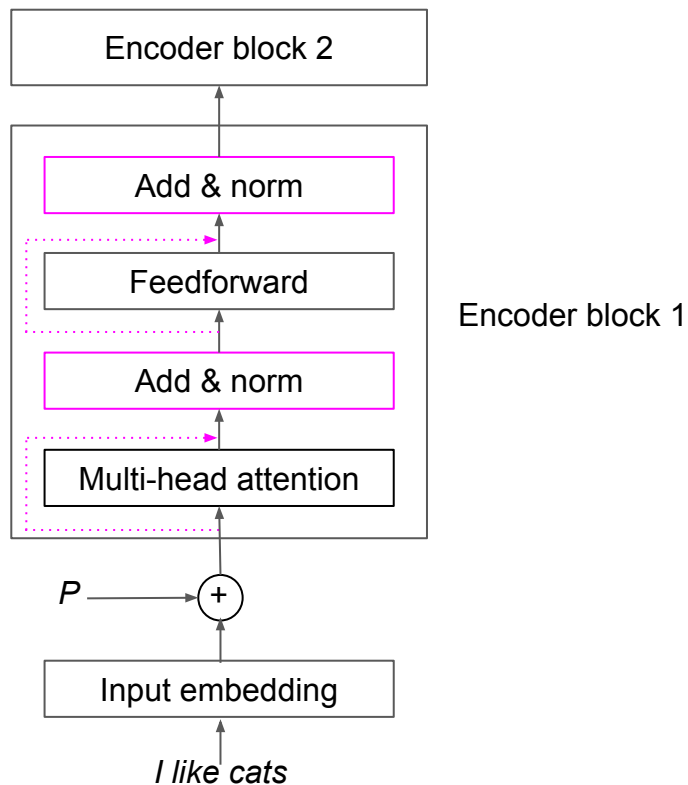 Encoder block 2
Add & norm
Feedforward
Encoder block 1
Add & norm
Multi-head attention
P
+
Input embedding
I like cats